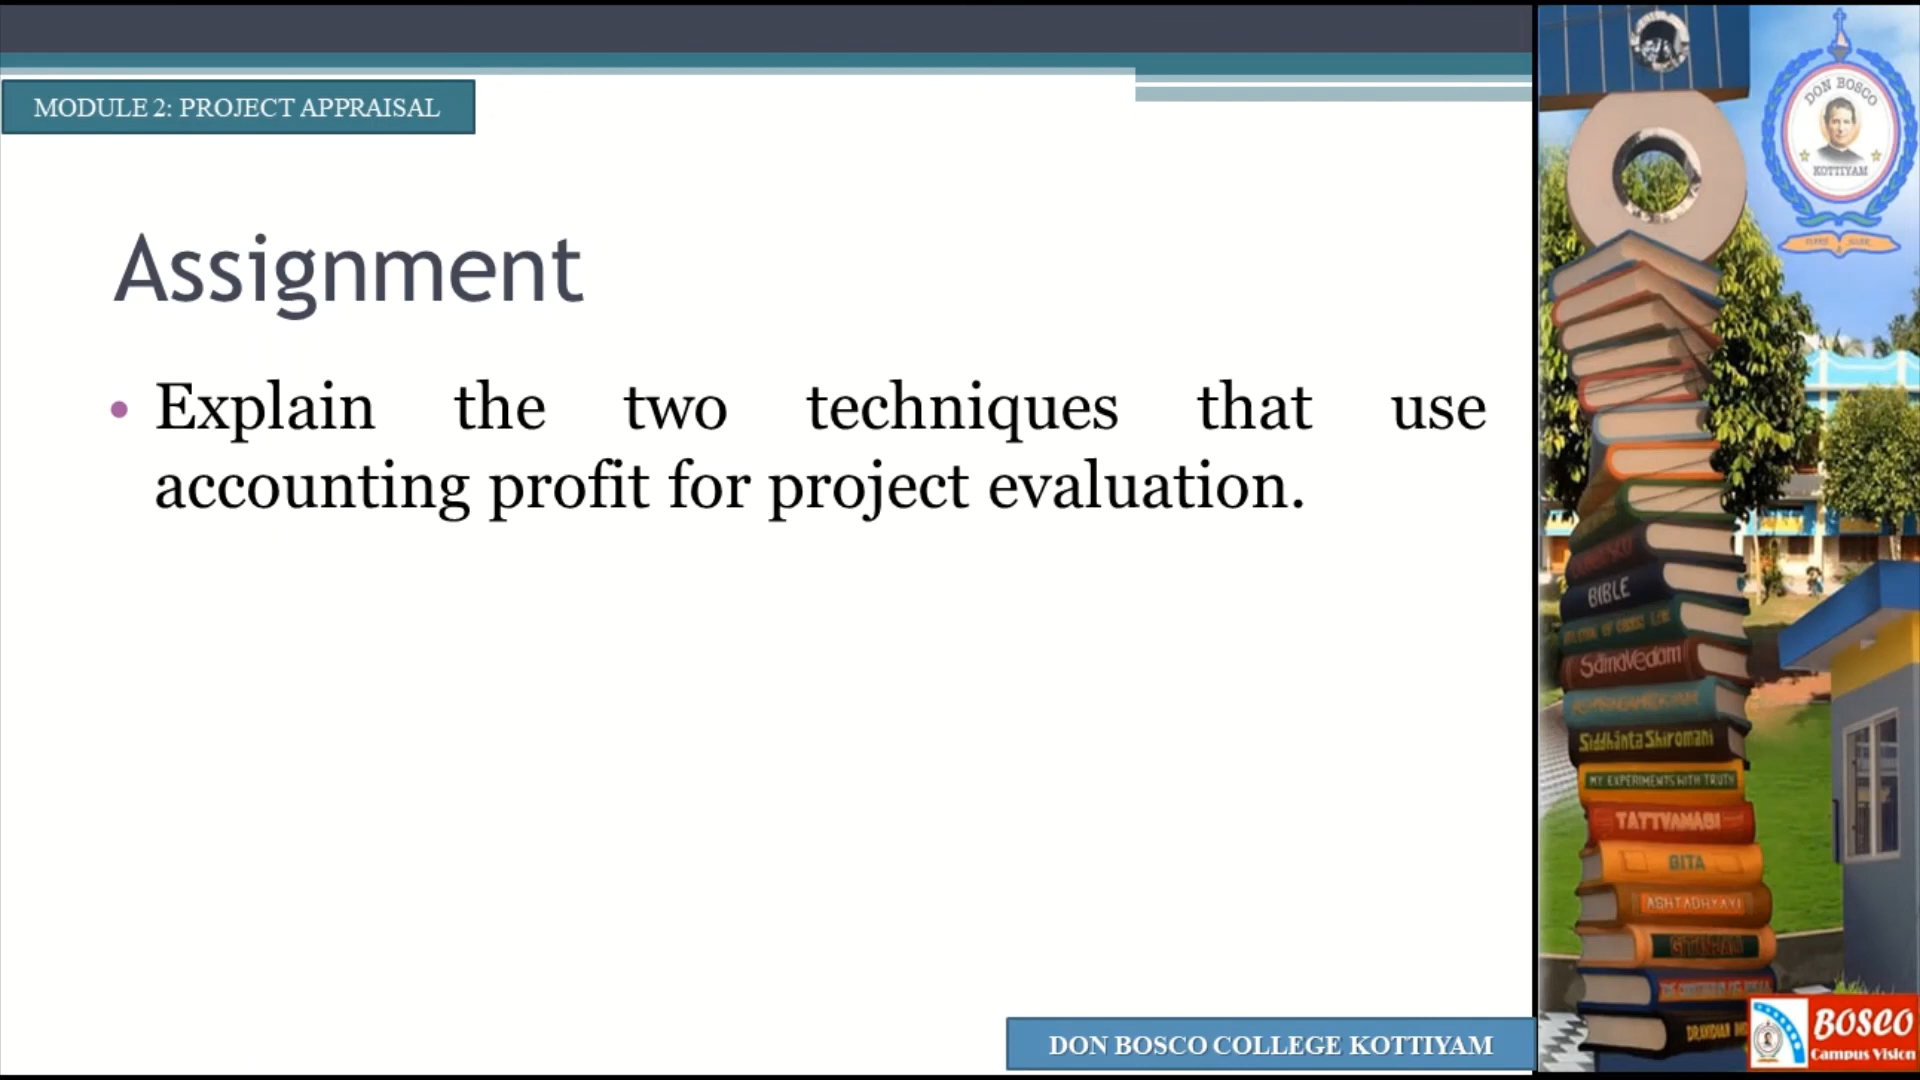 MODULE 2: PROJECT APPRAISAL
Assignment
• Explain the two techniques that use
accounting profit for project evaluation.
DON BOSCO COLLEGE KOTTIYAM
DON BOSCO
KOTTIYAM
BIBLE
SamaVedam
Siddhanta Shiromani
MY EXPERIMENTS WITH TRUTH
TATTVAMASI
GITA
ASHTADHYAYI
BOSCO
Campus Vision